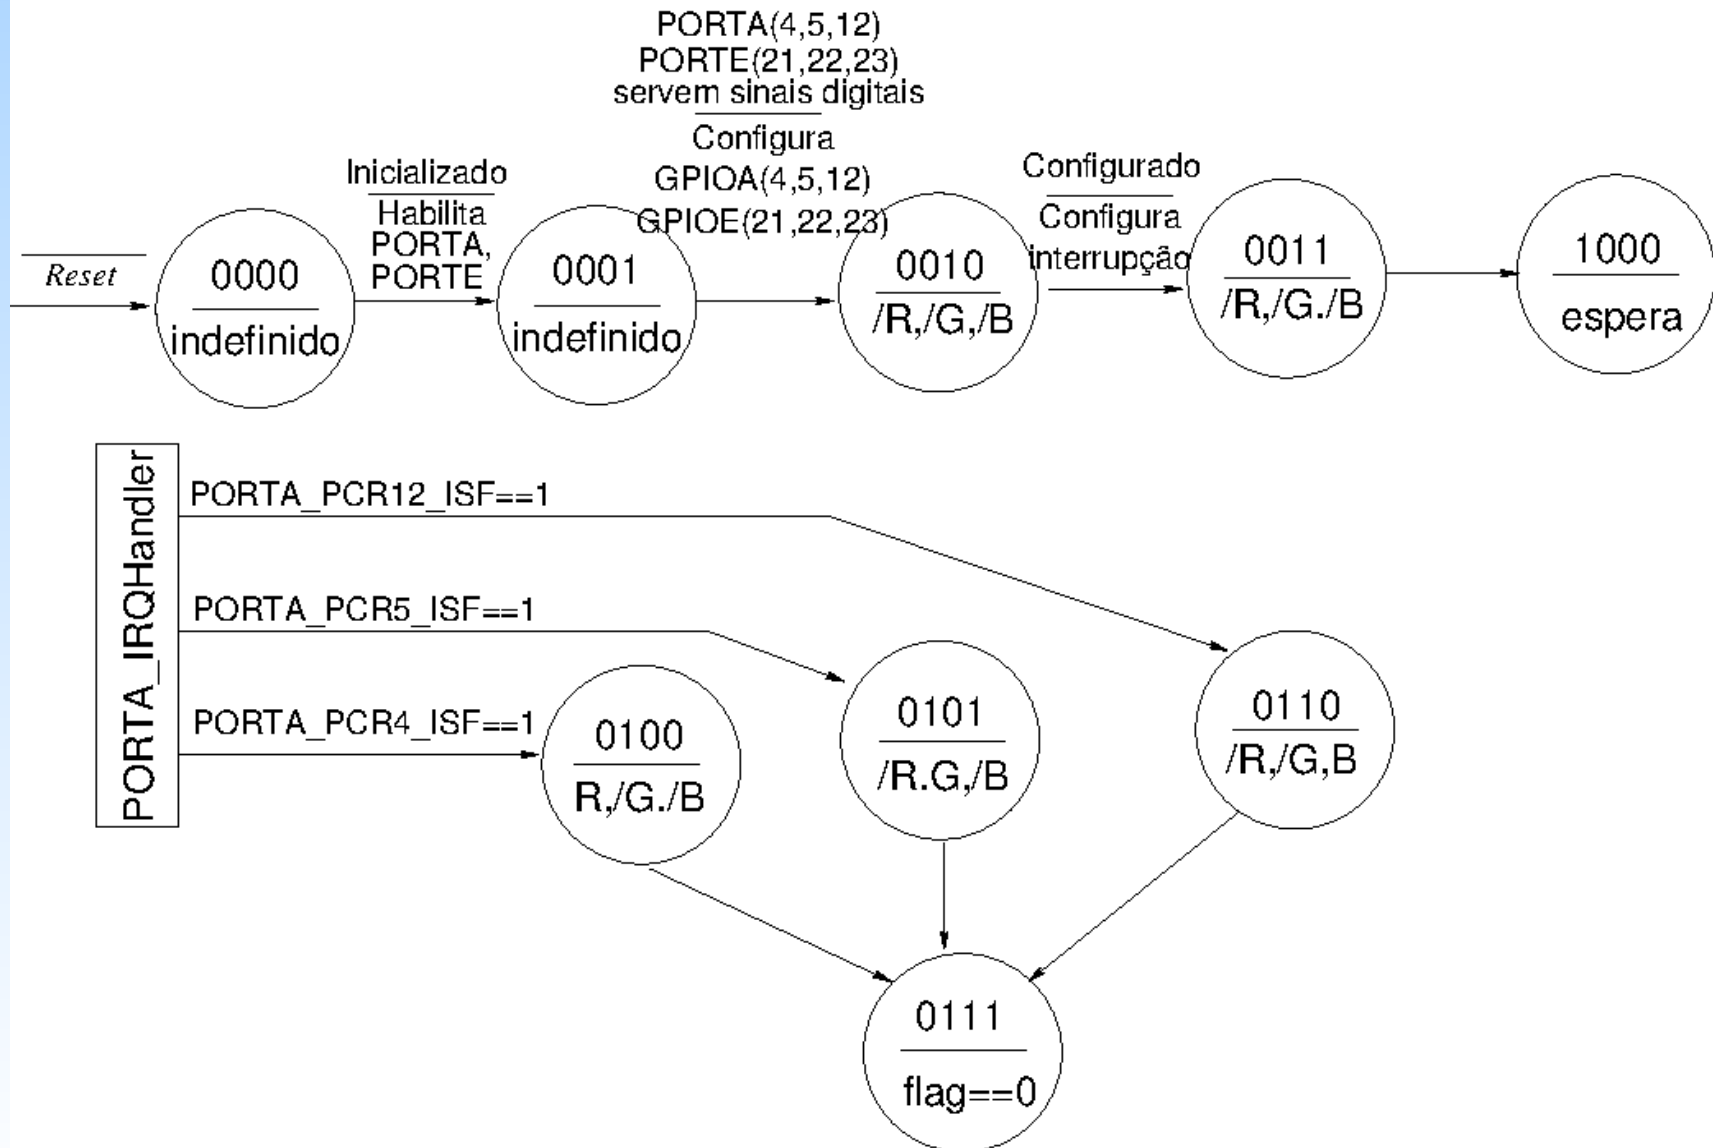 PORTA(4,5,12)
PORTE(21,22,23)
servem sinais digitais
Configura
GPIOA(4,5,12)
GPIOE(21,22,23)
Inicializado
Habilita
PORTA,
PORTE
Configurado
Configura
interrupção
Reset
0000
indefinido
0001
indefinido
0010
/R,/G,/B
0011
/R,/G./B
1000
espera
PORTA_IRQHandler
PORTA_PCR12_ISF==1
PORTA_PCR5_ISF==1
PORTA_PCR4_ISF==1
0100
R,/G./B
0101
/R.G,/B
0110
/R,/G,B
0111
flag==0